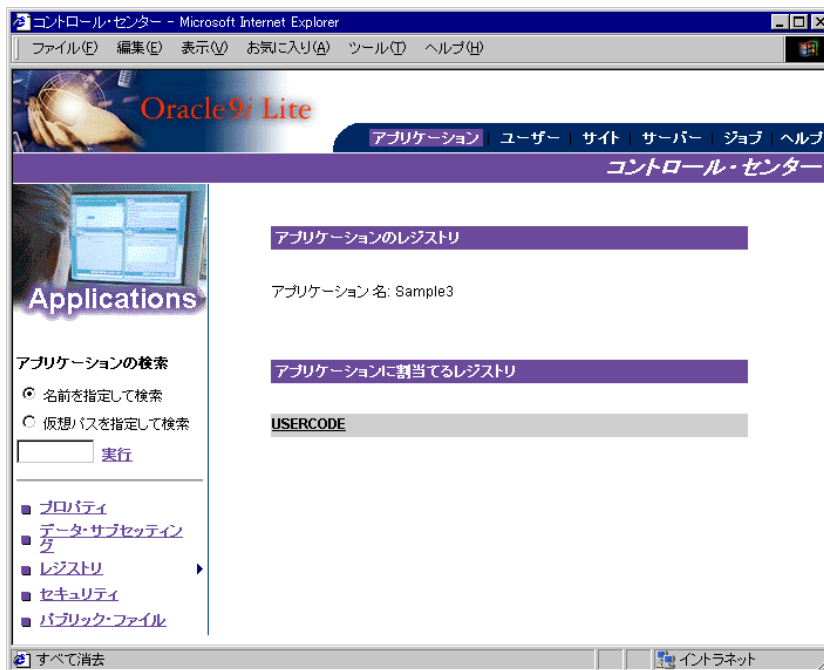 コントロール・センター - Microsoft Internet Explorer
ファイル(F) 編集(E) 表示(V) お気に入り(A) ツール(T) ヘルプ(H)
Oracle9i Lite
アプリケーション ユーザー サイト サーバー ジョブ ヘルプ
コントロール・センター
Applications
アプリケーションの検索
名前を指定して検索
仮想パスを指定して検索
実行
プロパティ
データ・サブセッティン
グ
レジストリ
セキュリティ
パブリック・ファイル
アプリケーションのレジストリ
アプリケーション名: Sample3
アプリケーションに割当てるレジストリ
USERCODE
すべて消去
イントラネット